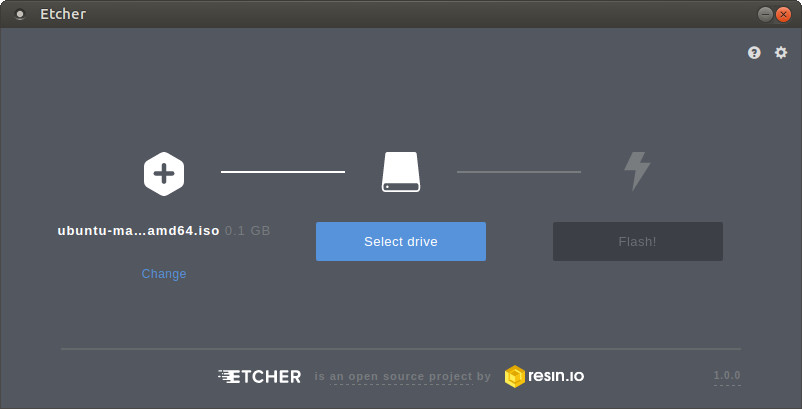 Etcher
ubuntu-ma...amd64.iso 0.1 GB
Select drive
Flash!
Change
ETCHER is an open source project by resin.io
1.0.0